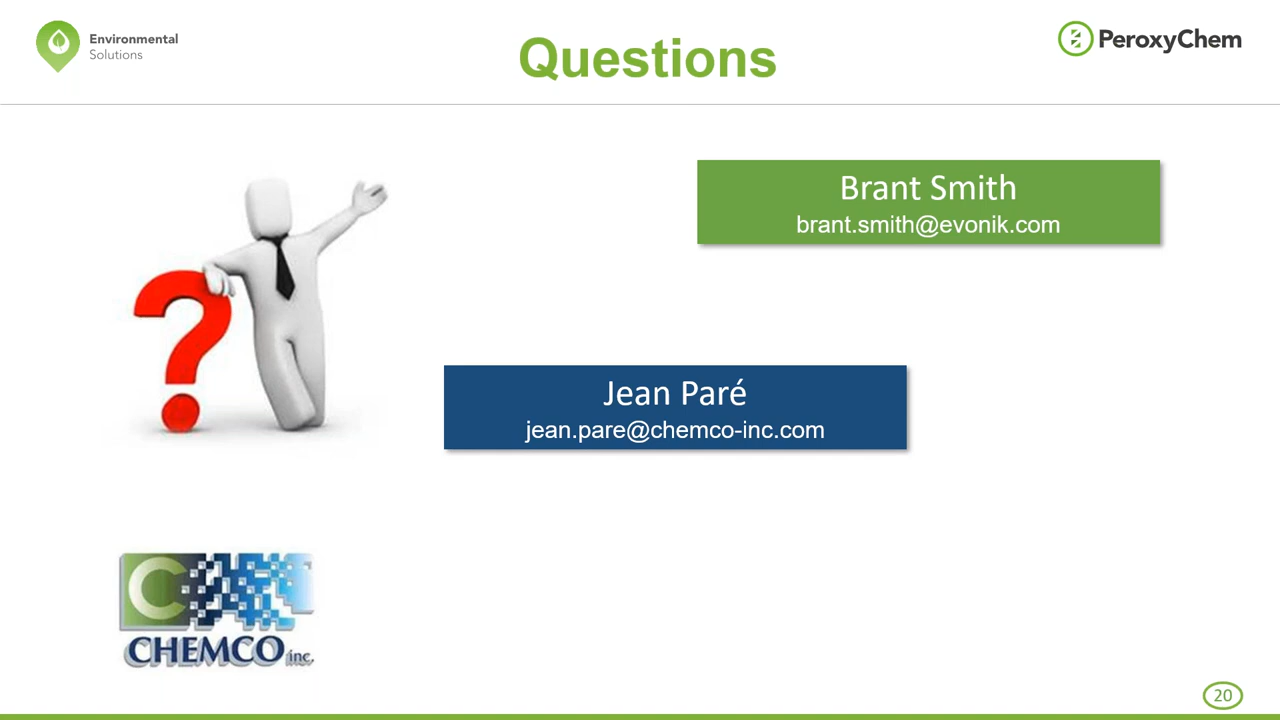 Environmental
Solutions
Questions
PeroxyChem
Brant Smith
brant.smith@evonik.com
Jean Paré
jean.pare@chemco-inc.com
C
CHEMCO inc.
20